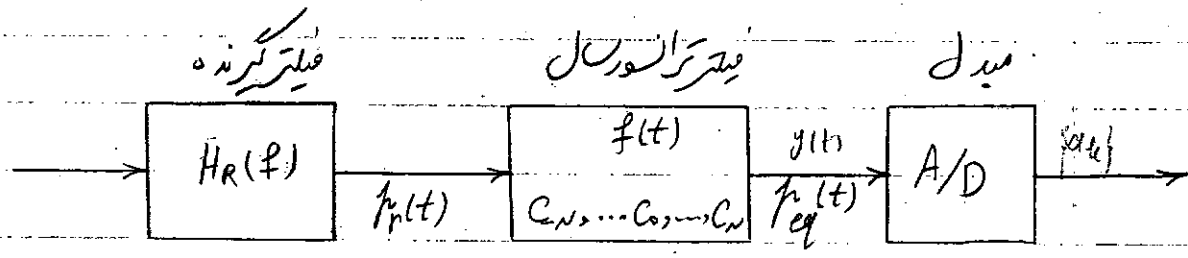 فیلتر گیرنده
فیلتر ترانسورسال
مبدل
H_R(f)
p_r(t)
f(t)
C_-N, ... C_0, ..., C_N
y(t)
p_eq(t)
A/D
{a_k}